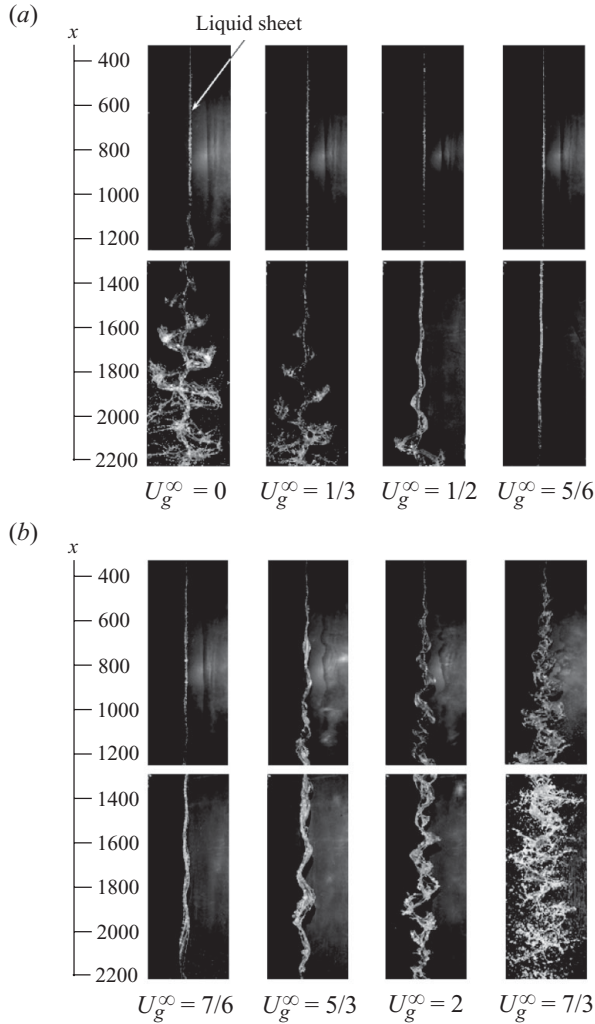 (a)
Liquid sheet
x
400
600
800
1000
1200
1400
1600
1800
2000
2200
U_g^∞ = 0 U_g^∞ = 1/3 U_g^∞ = 1/2 U_g^∞ = 5/6
(b)
x
400
600
800
1000
1200
1400
1600
1800
2000
2200
U_g^∞ = 7/6 U_g^∞ = 5/3 U_g^∞ = 2 U_g^∞ = 7/3